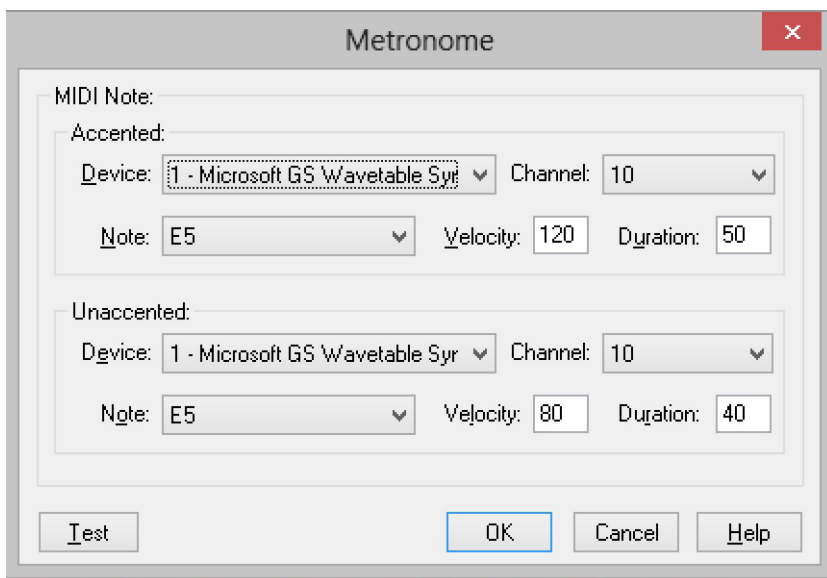 Metronome
MIDI Note:
Accented:
Device: 1 - Microsoft GS Wavetable Syr Channel: 10
Note: E5 Velocity: 120 Duration: 50
Unaccented:
Device: 1 - Microsoft GS Wavetable Syr Channel: 10
Note: E5 Velocity: 80 Duration: 40
Test OK Cancel Help